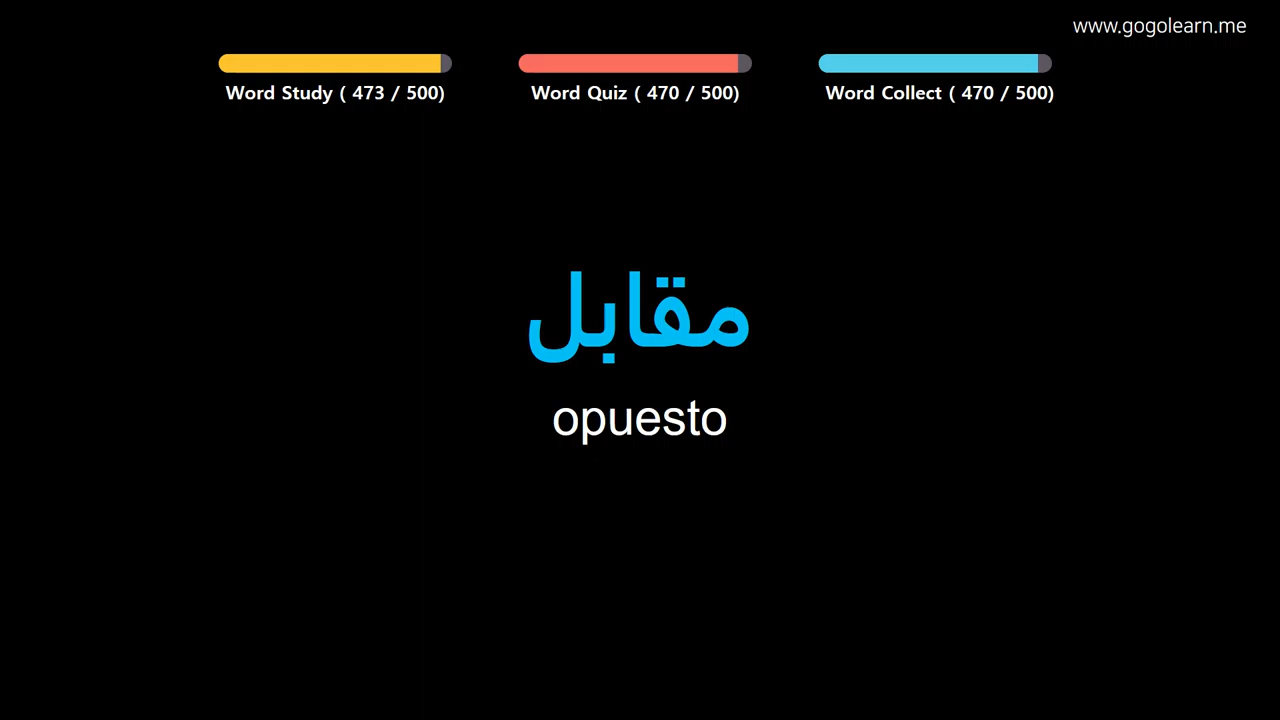 www.gogolearn.me
Word Study ( 473 / 500)
Word Quiz ( 470 / 500)
Word Collect ( 470 / 500)
مقابل
opuesto